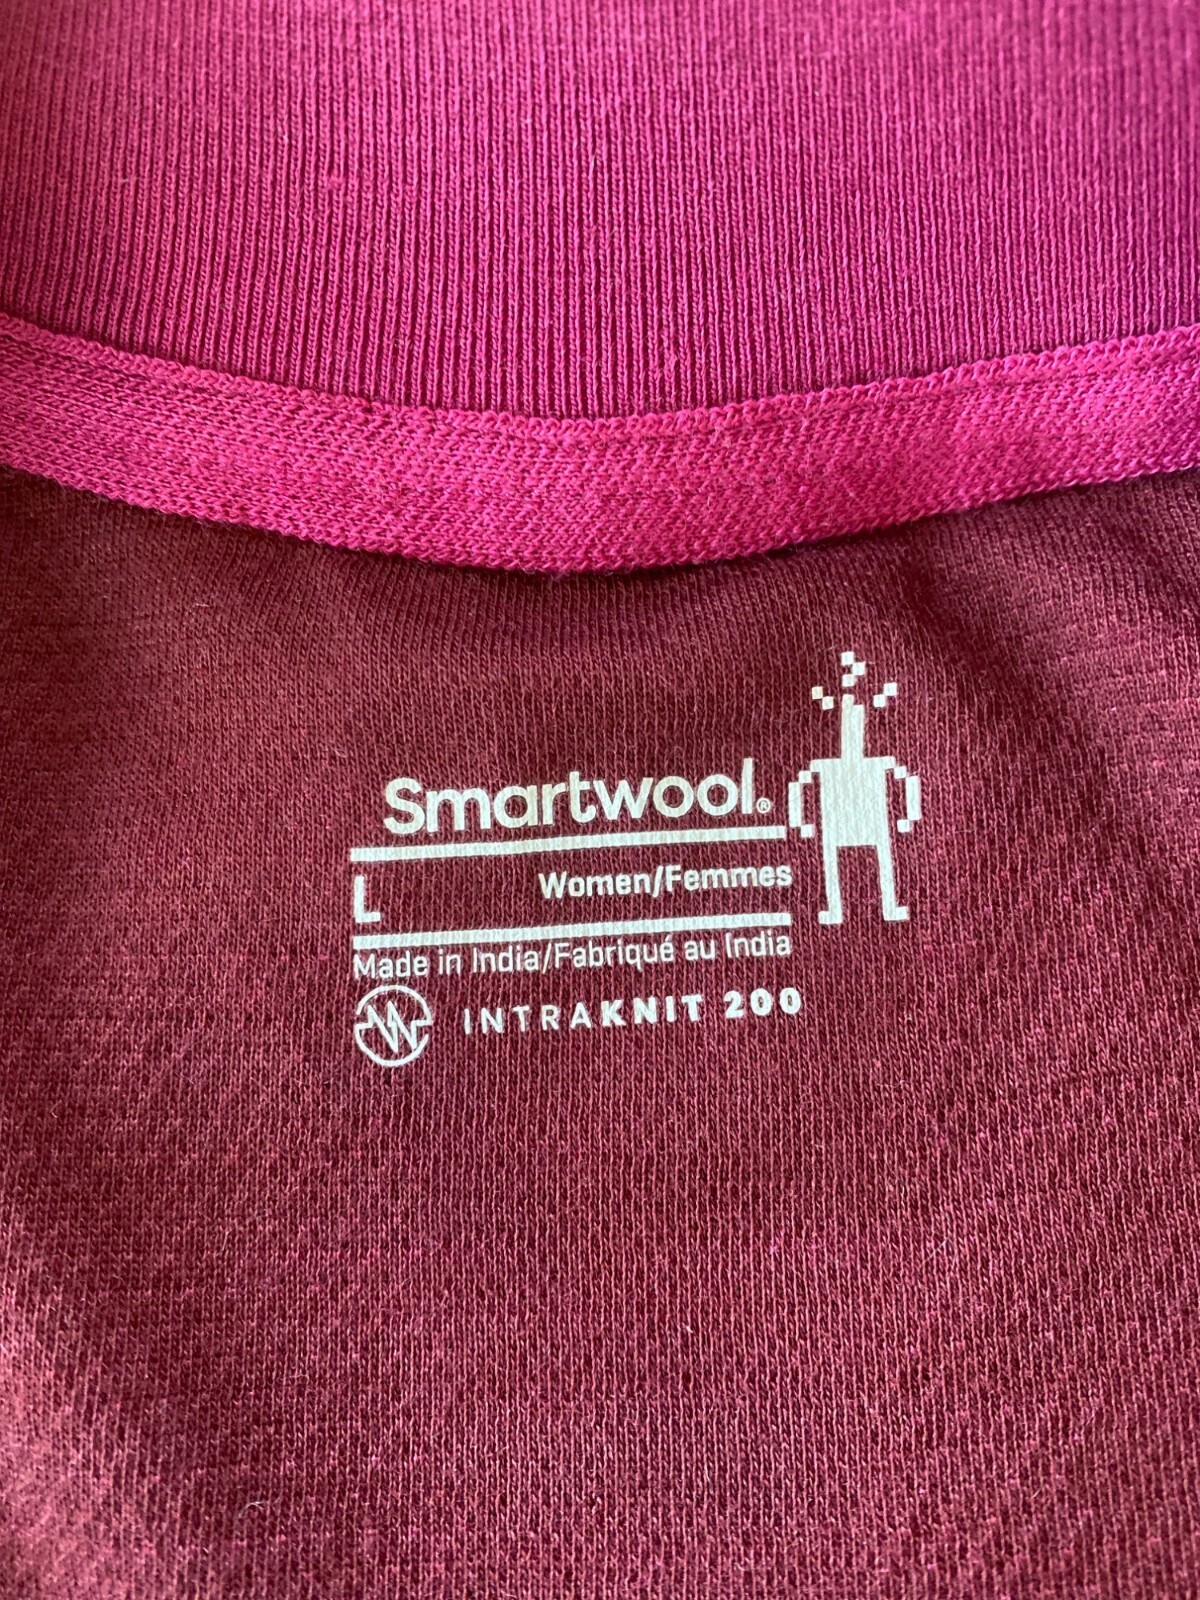 Smartwool®
L Women/Femmes
Made in India/Fabriqué au India
INTRAKNIT 200